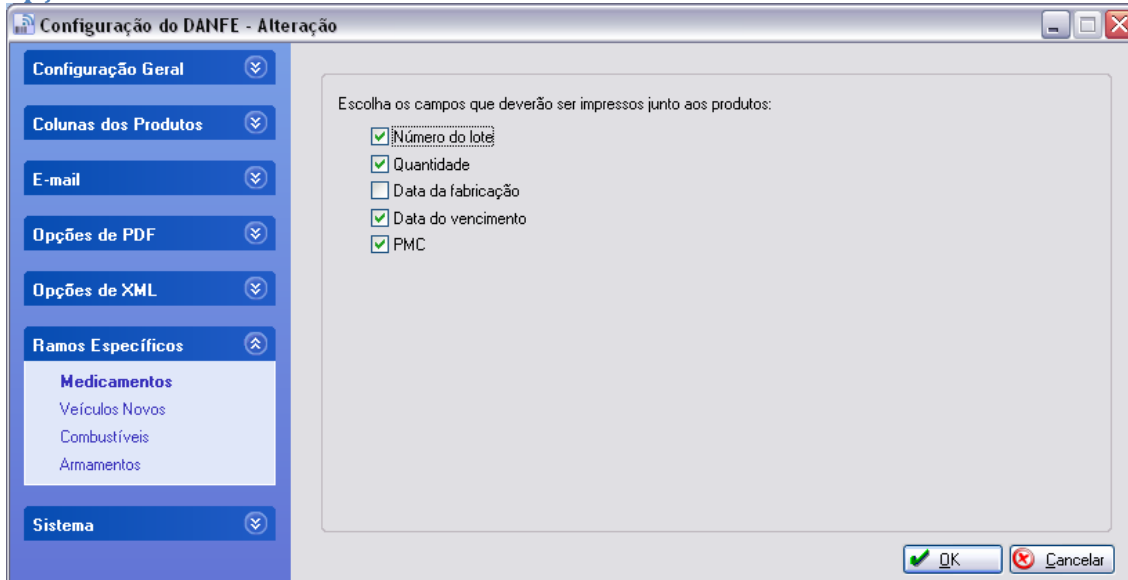 Configuração do DANFE - Alteração
Configuração Geral
Colunas dos Produtos
E-mail
Opções de PDF
Opções de XML
Ramos Específicos
Medicamentos
Veículos Novos
Combustíveis
Armamentos
Sistema
Escolha os campos que deverão ser impressos junto aos produtos:
Número do lote
Quantidade
Data da fabricação
Data do vencimento
PMC
OK
Cancelar